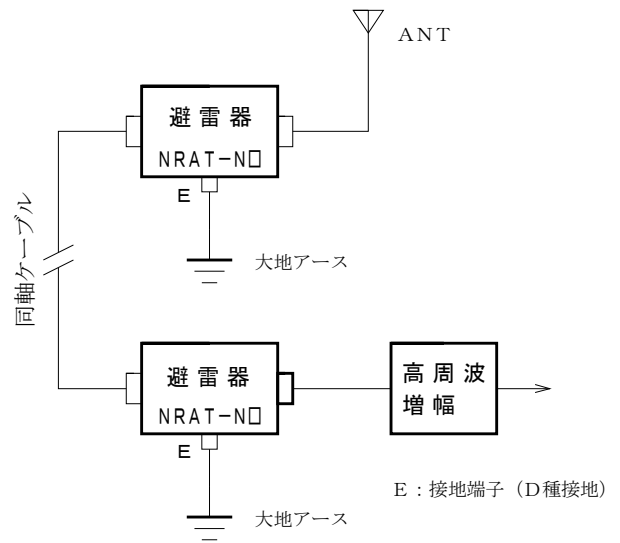 ANT
避雷器
NRAT-N□
E
大地アース
同軸ケーブル
避雷器
NRAT-N□
高周波
増幅
E
E：接地端子（D種接地）
大地アース